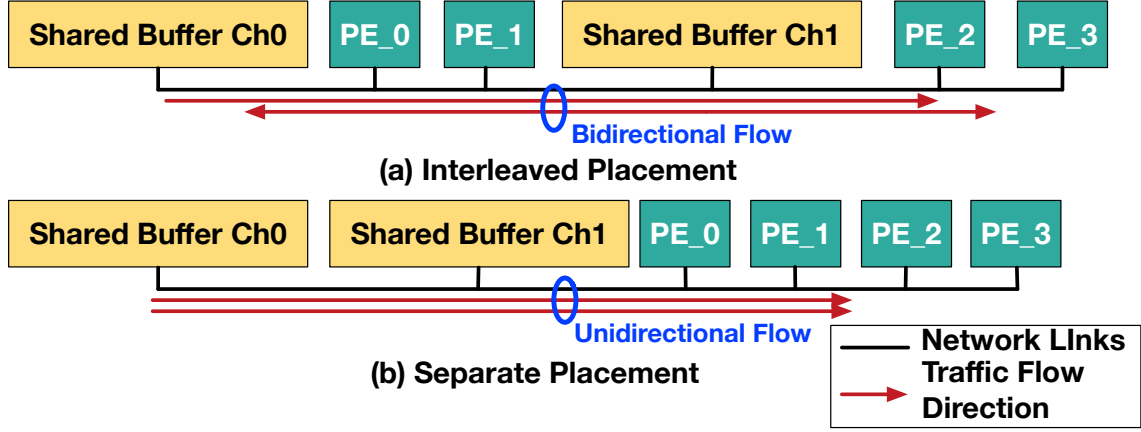 Shared Buffer Ch0 PE_0 PE_1 Shared Buffer Ch1 PE_2 PE_3
Bidirectional Flow
(a) Interleaved Placement
Shared Buffer Ch0 Shared Buffer Ch1 PE_0 PE_1 PE_2 PE_3
Unidirectional Flow
(b) Separate Placement
Network LInks
Traffic Flow
Direction